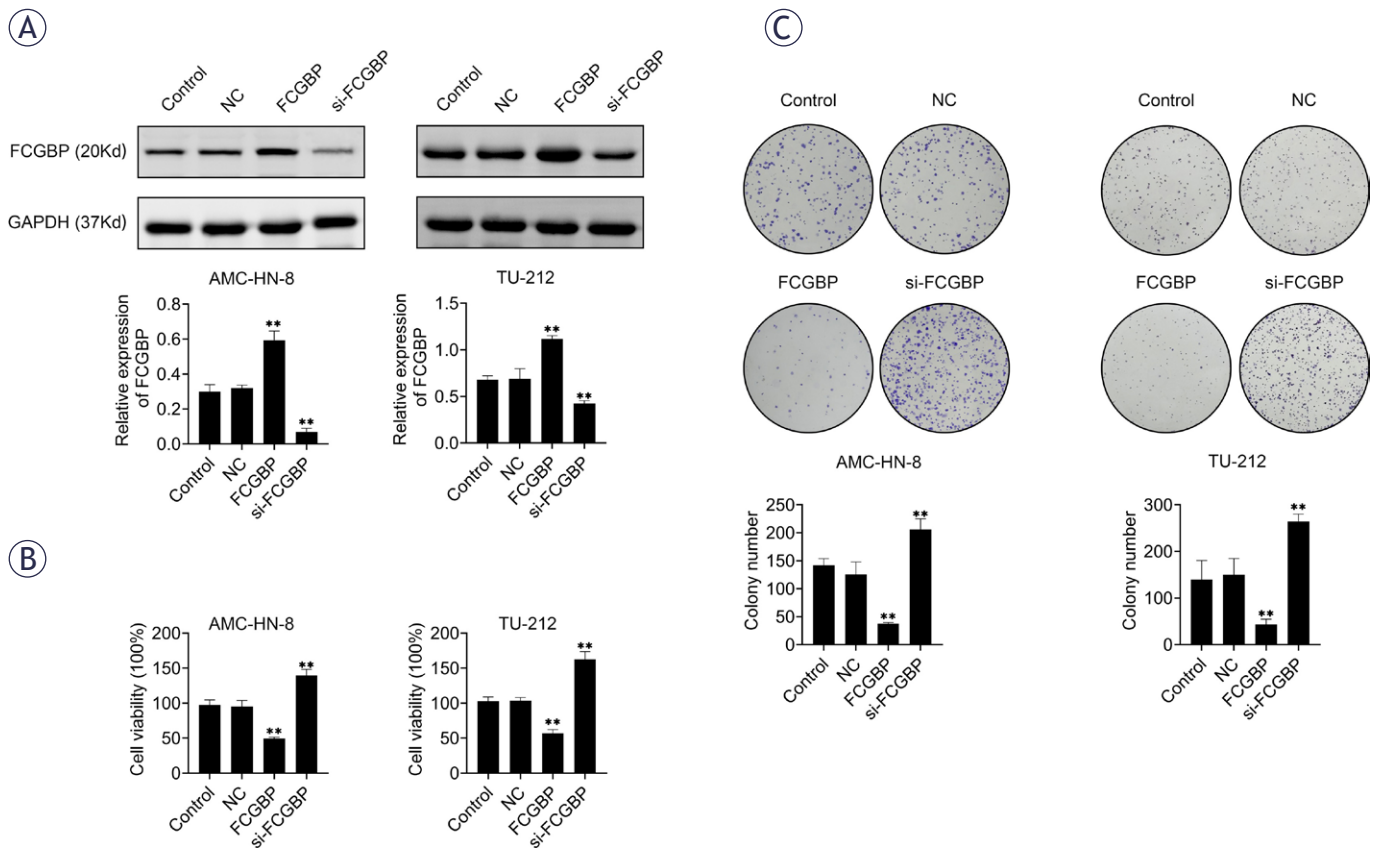 A
Control NC FCGBP si-FCGBP
Control NC FCGBP si-FCGBP
FCGBP (20Kd)
GAPDH (37Kd)
AMC-HN-8
Relative expression
of FCGBP
0.8
0.6
0.4
0.2
0.0
** **
Control NC FCGBP si-FCGBP
TU-212
Relative expression
of FCGBP
1.5
1.0
0.5
0.0
** **
Control NC FCGBP si-FCGBP
B
AMC-HN-8
Cell viability (100%)
200
150
100
50
0
** **
Control NC FCGBP si-FCGBP
TU-212
Cell viability (100%)
200
150
100
50
0
** **
Control NC FCGBP si-FCGBP
C
Control NC
FCGBP si-FCGBP
Control NC
FCGBP si-FCGBP
AMC-HN-8
Colony number
250
200
150
100
50
0
** **
Control NC FCGBP si-FCGBP
TU-212
Colony number
300
200
100
0
** **
Control NC FCGBP si-FCGBP